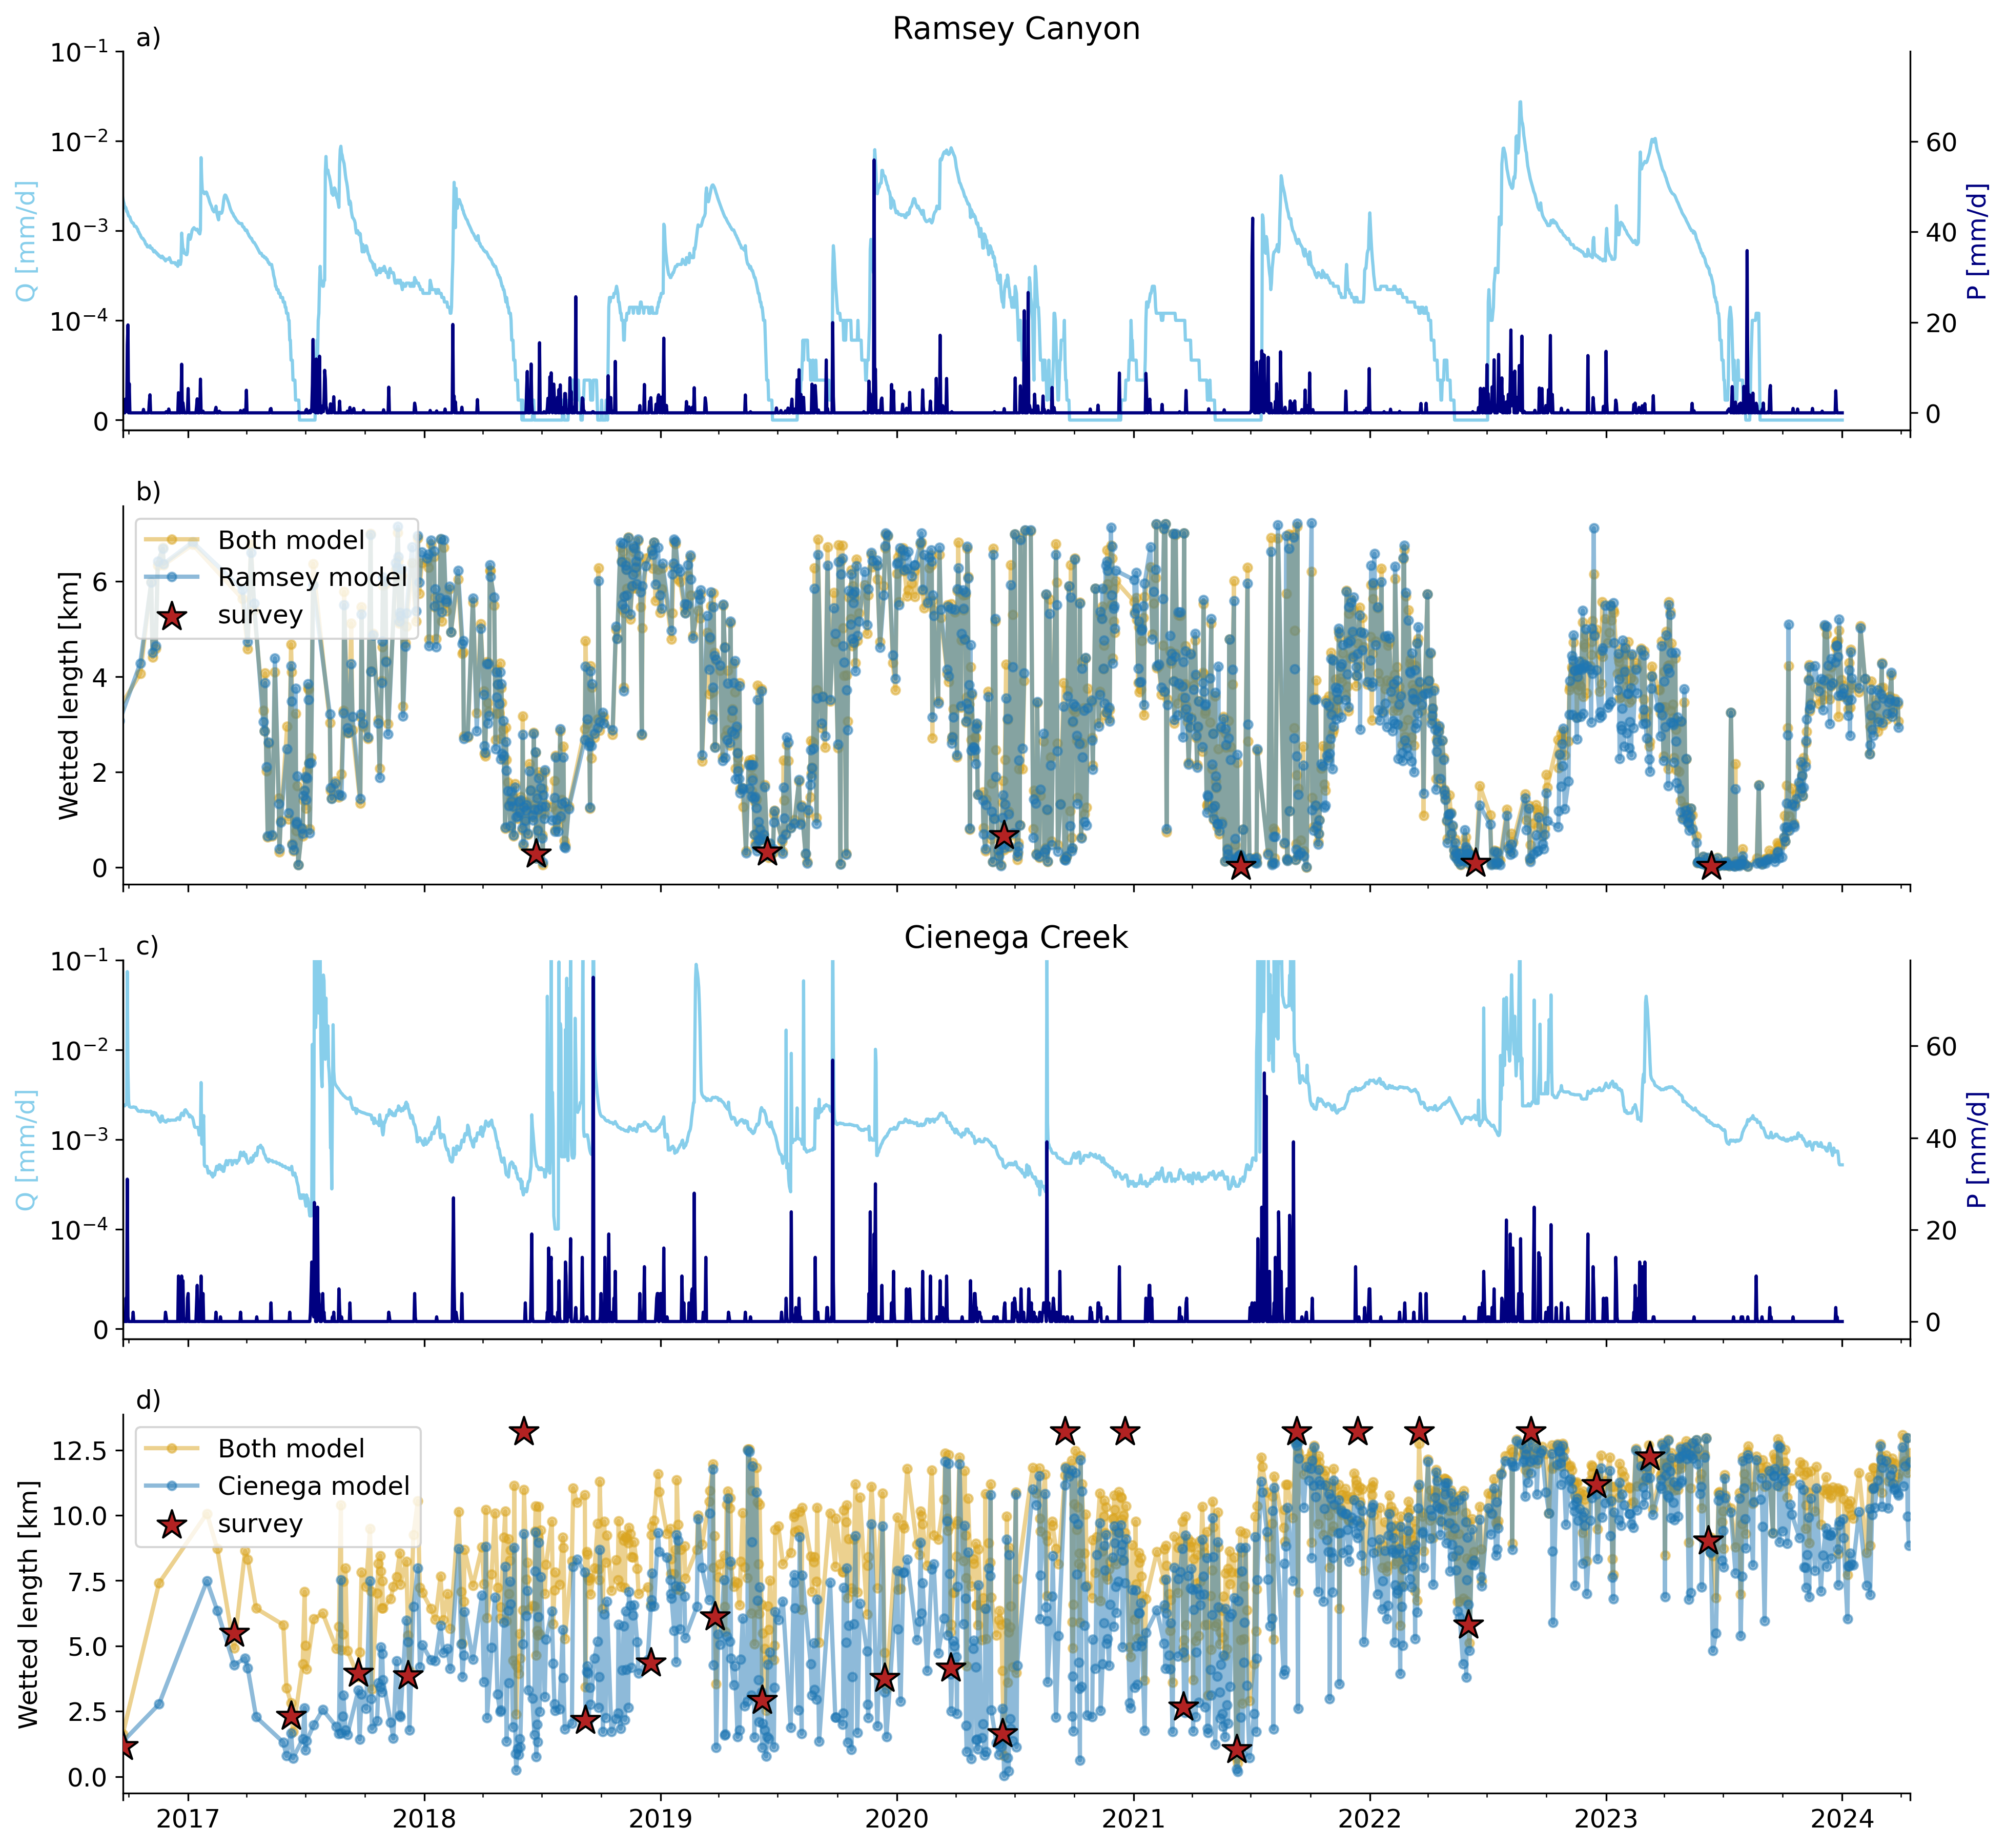 Ramsey Canyon
a)
10⁻¹
10⁻²
10⁻³
10⁻⁴
0
Q [mm/d]
60
40
20
0
P [mm/d]
b)
Both model
Ramsey model
survey
6
4
2
0
Wetted length [km]
Cienega Creek
c)
10⁻¹
10⁻²
10⁻³
10⁻⁴
0
Q [mm/d]
60
40
20
0
P [mm/d]
d)
Both model
Cienega model
survey
12.5
10.0
7.5
5.0
2.5
0.0
Wetted length [km]
2017 2018 2019 2020 2021 2022 2023 2024